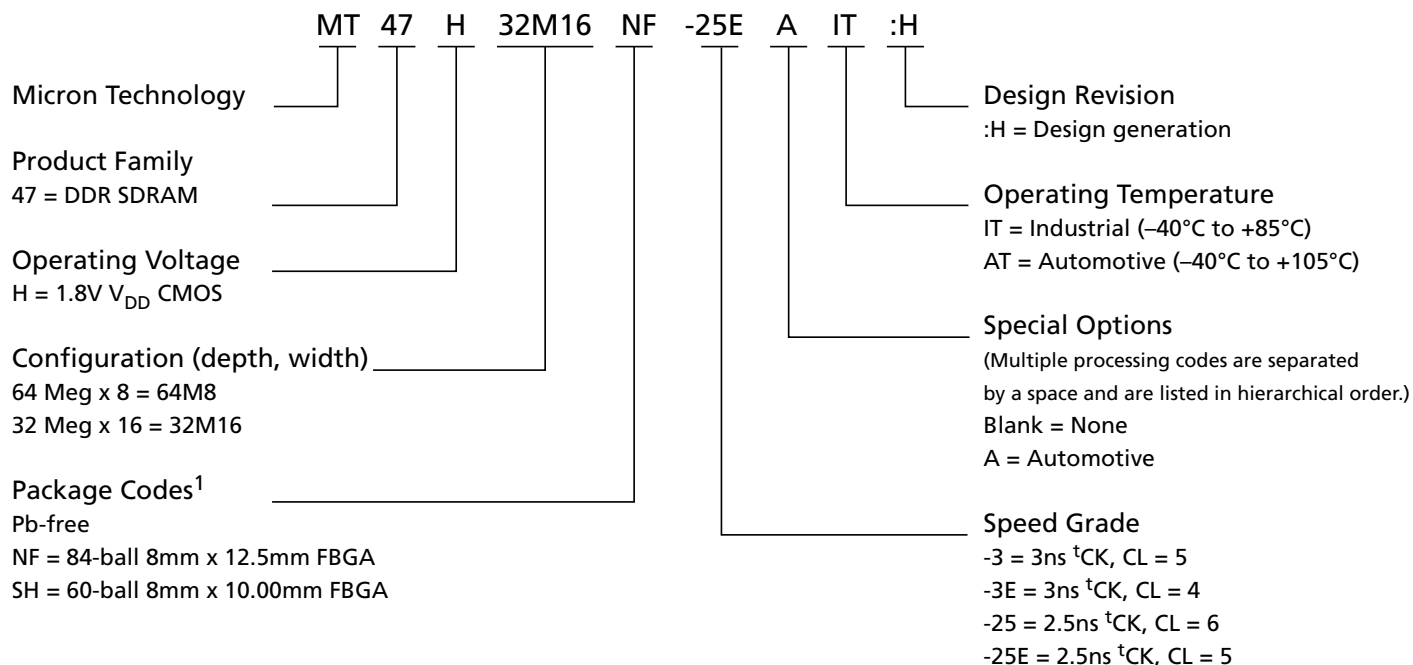 MT 47 H 32M16 NF -25E A IT :H
Micron Technology
Product Family
47 = DDR SDRAM
Operating Voltage
H = 1.8V VDD CMOS
Configuration (depth, width)
64 Meg x 8 = 64M8
32 Meg x 16 = 32M16
Package Codes1
Pb-free
NF = 84-ball 8mm x 12.5mm FBGA
SH = 60-ball 8mm x 10.00mm FBGA
Design Revision
:H = Design generation
Operating Temperature
IT = Industrial (–40°C to +85°C)
AT = Automotive (–40°C to +105°C)
Special Options
(Multiple processing codes are separated
by a space and are listed in hierarchical order.)
Blank = None
A = Automotive
Speed Grade
-3 = 3ns tCK, CL = 5
-3E = 3ns tCK, CL = 4
-25 = 2.5ns tCK, CL = 6
-25E = 2.5ns tCK, CL = 5